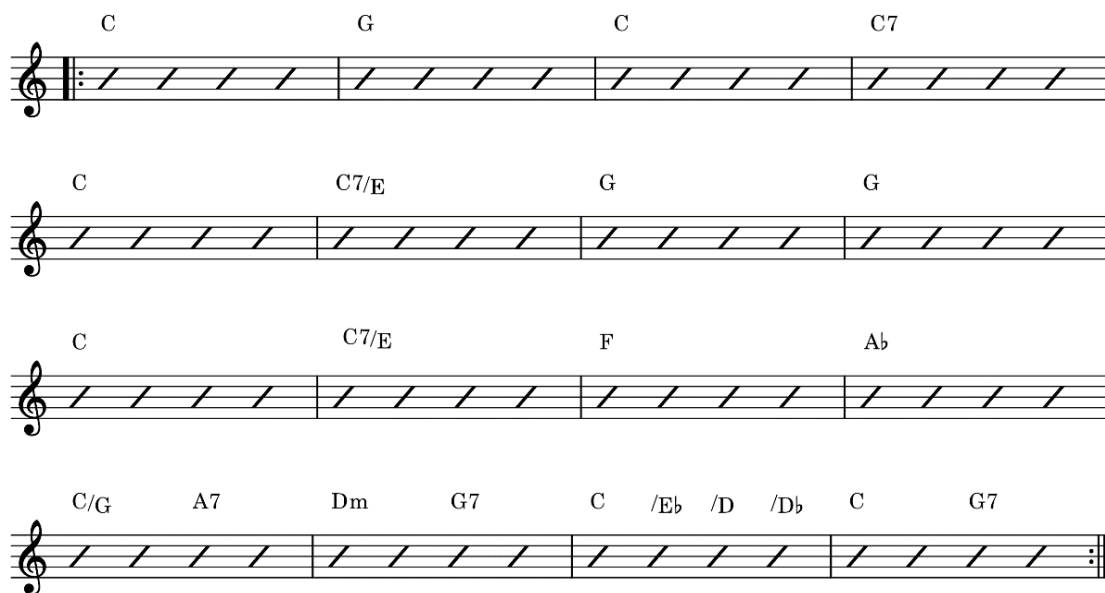 C G C C7
C C7/E G G
C C7/E F A♭
C/G A7 Dm G7 C /E♭ /D /D♭ C G7